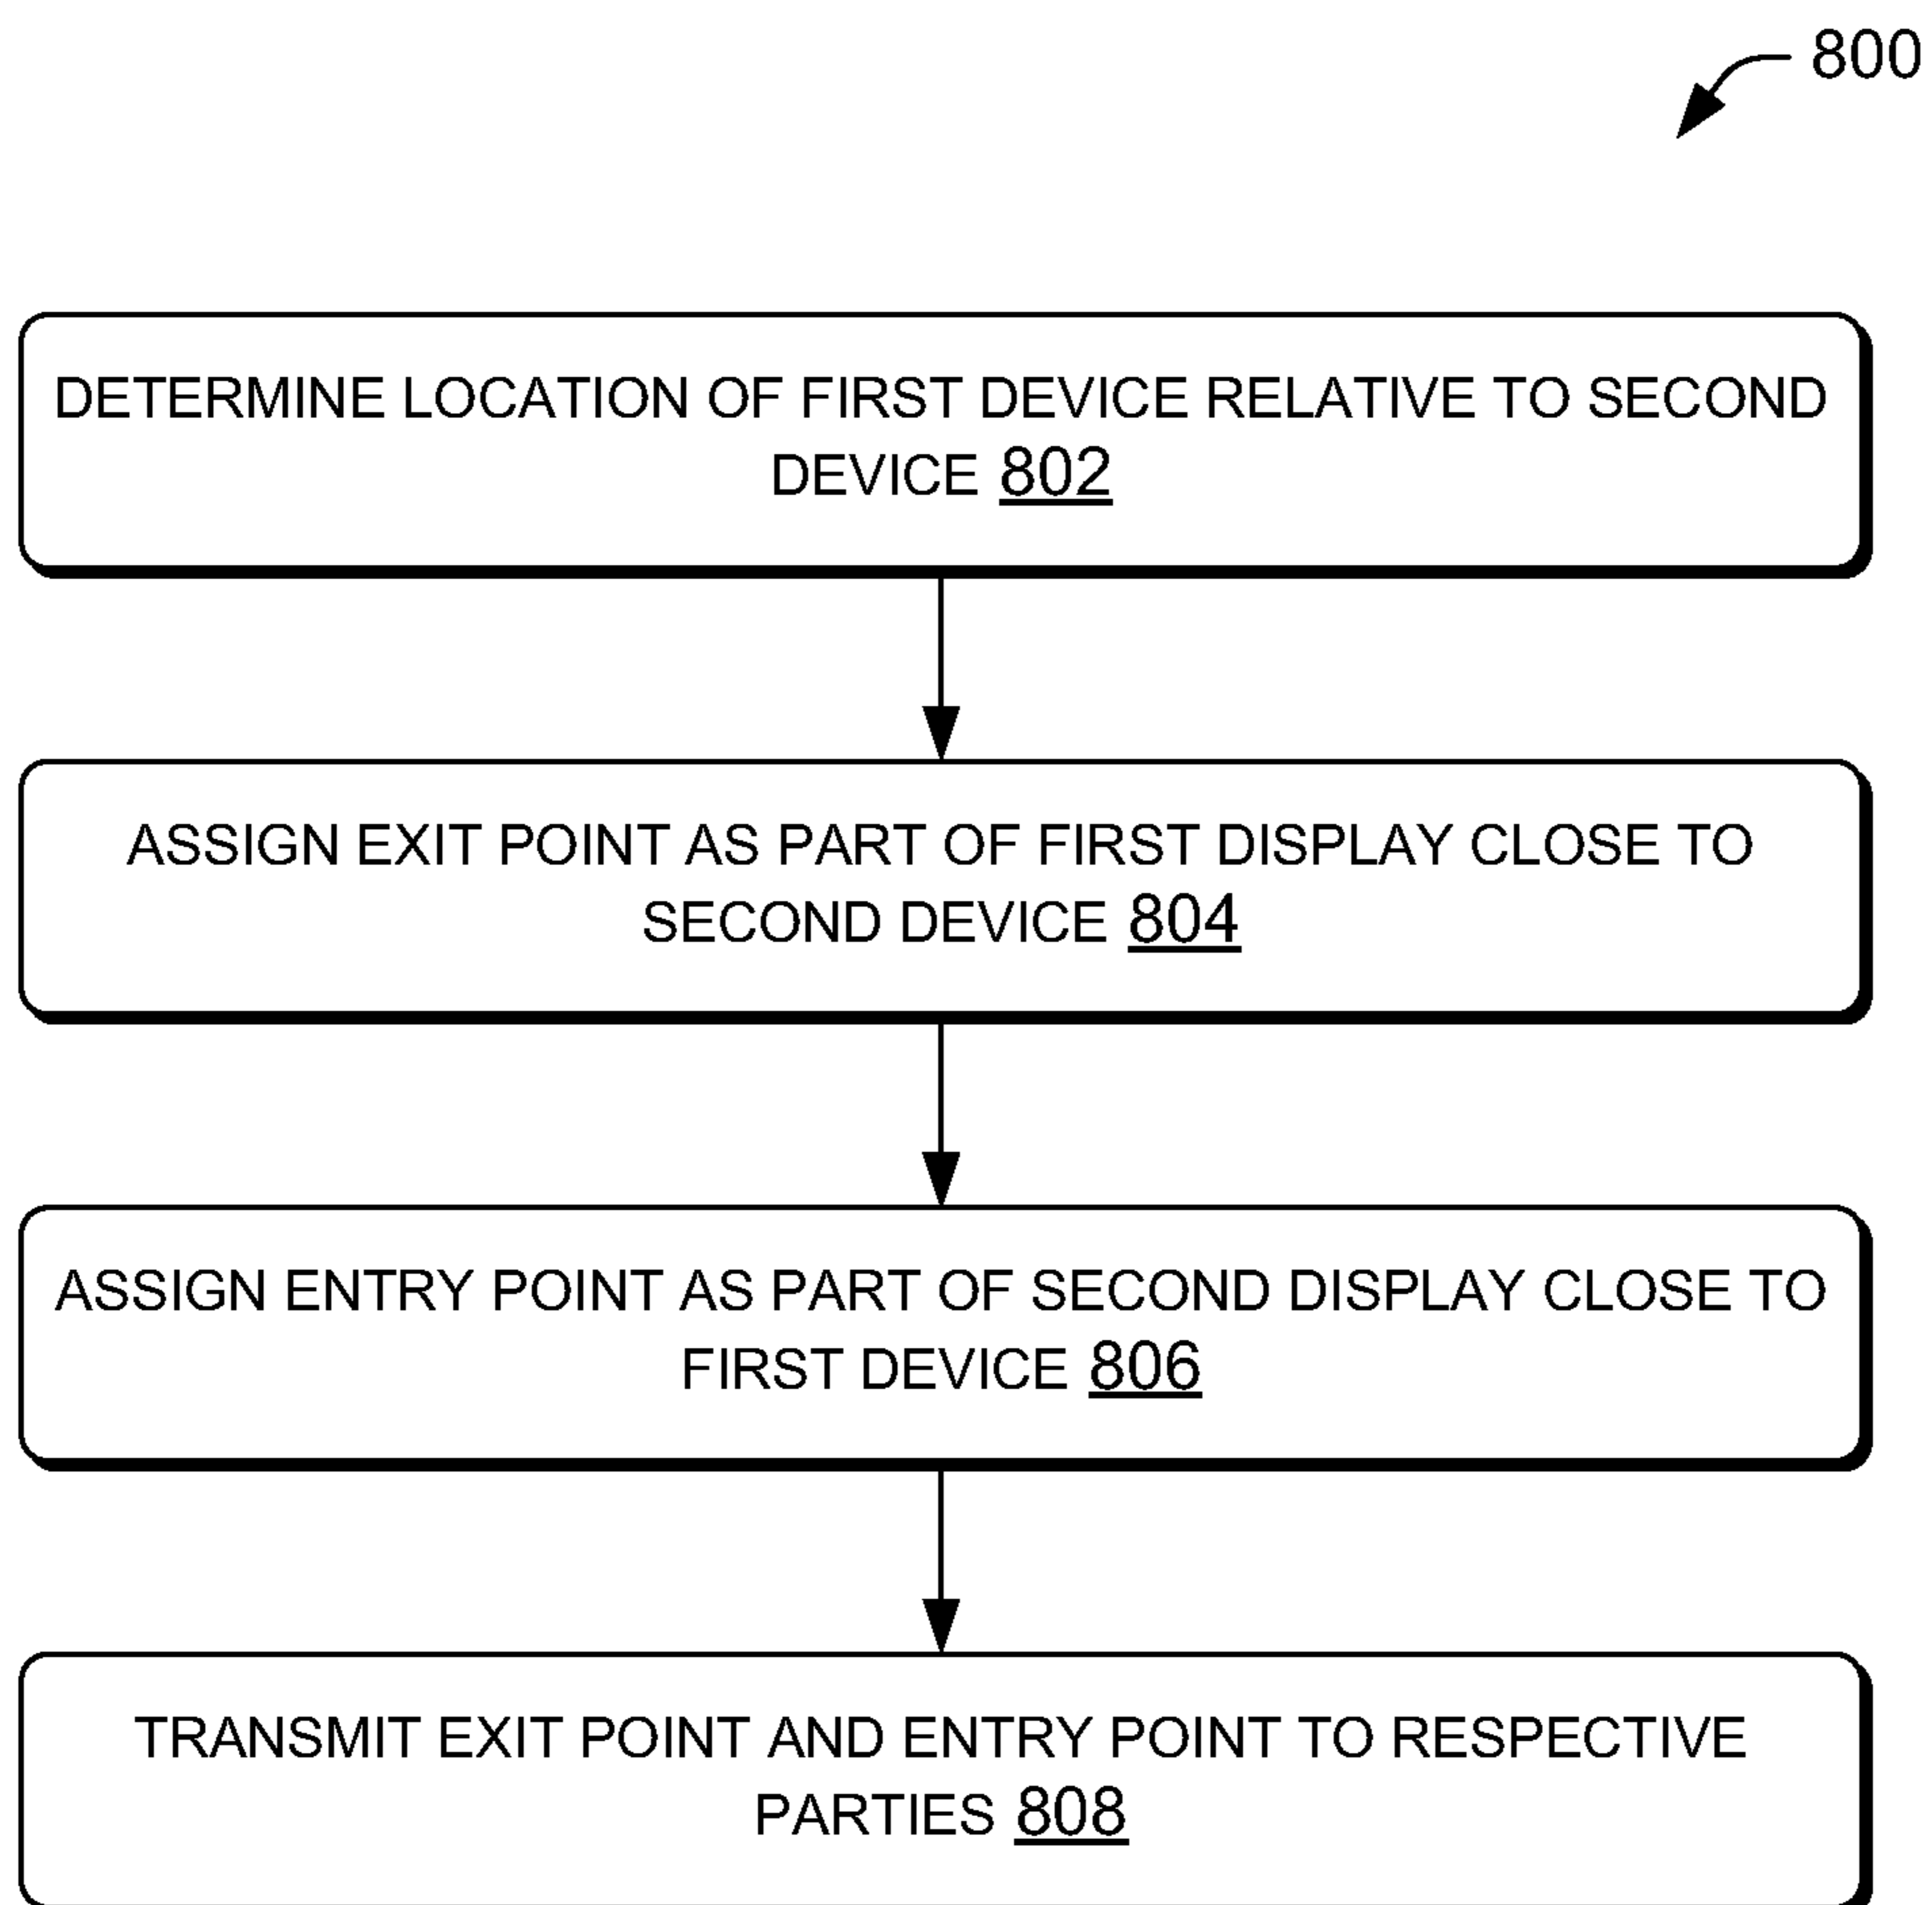 800
DETERMINE LOCATION OF FIRST DEVICE RELATIVE TO SECOND
DEVICE 802
ASSIGN EXIT POINT AS PART OF FIRST DISPLAY CLOSE TO
SECOND DEVICE 804
ASSIGN ENTRY POINT AS PART OF SECOND DISPLAY CLOSE TO
FIRST DEVICE 806
TRANSMIT EXIT POINT AND ENTRY POINT TO RESPECTIVE
PARTIES 808